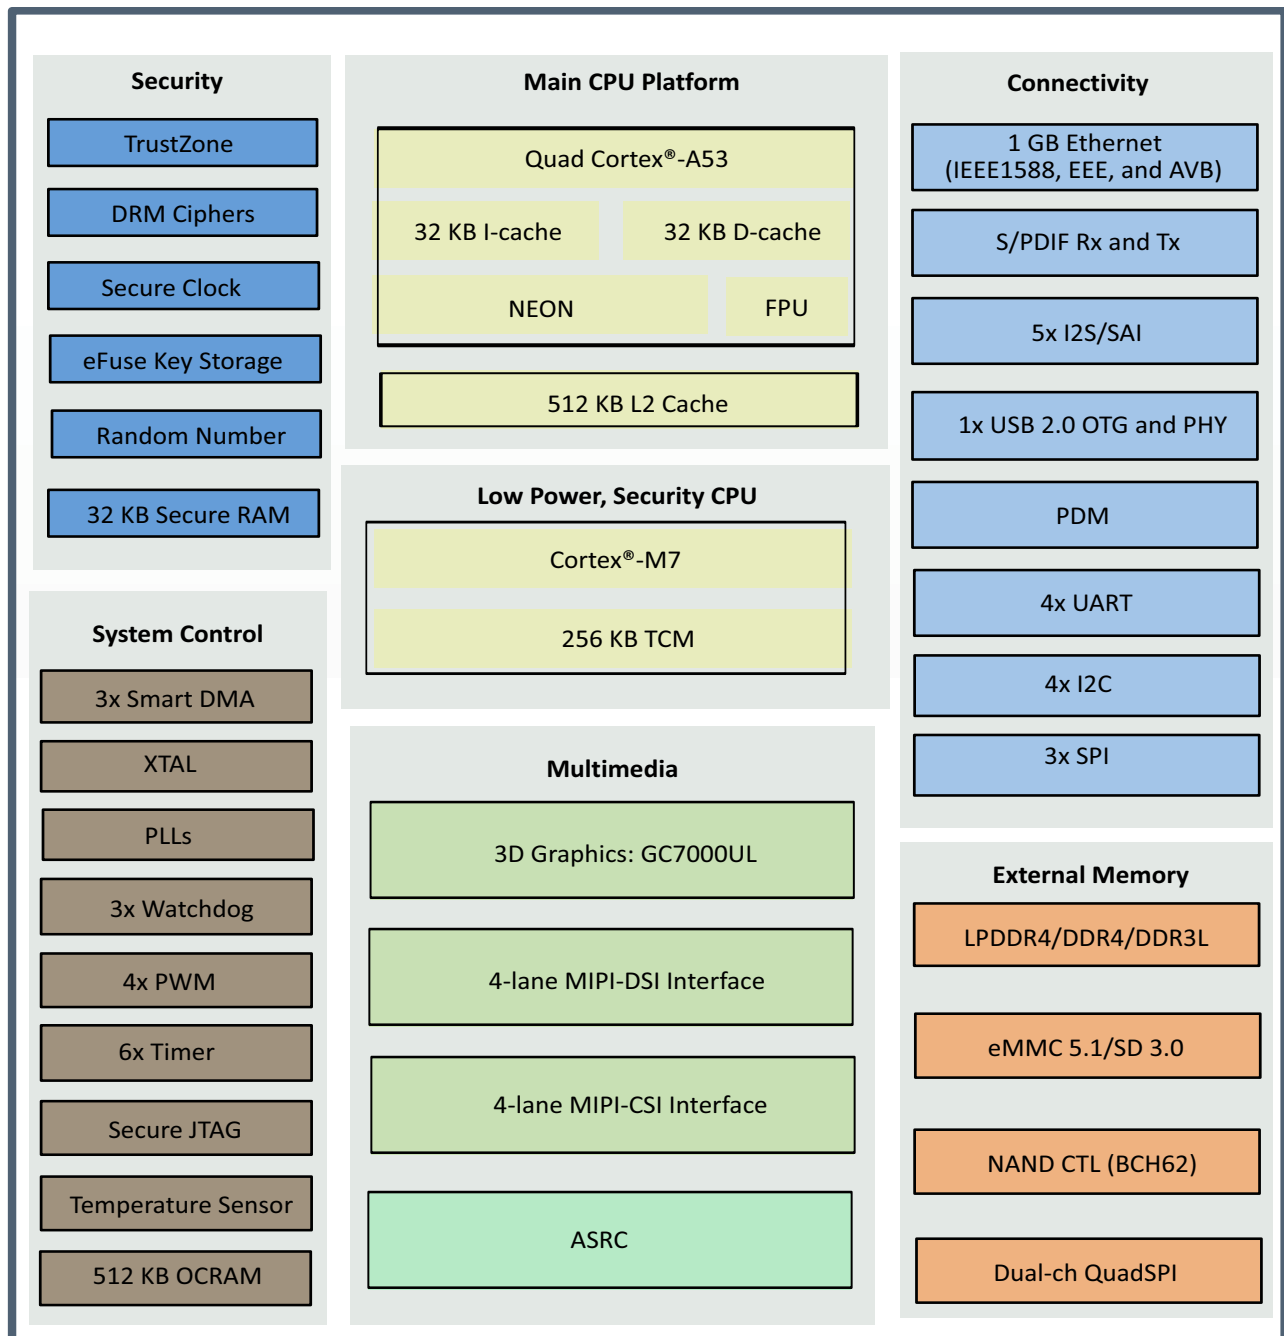 Security
TrustZone
DRM Ciphers
Secure Clock
eFuse Key Storage
Random Number
32 KB Secure RAM
System Control
3x Smart DMA
XTAL
PLLs
3x Watchdog
4x PWM
6x Timer
Secure JTAG
Temperature Sensor
512 KB OCRAM
Main CPU Platform
Quad Cortex®-A53
32 KB I-cache
32 KB D-cache
NEON
FPU
512 KB L2 Cache
Low Power, Security CPU
Cortex®-M7
256 KB TCM
Multimedia
3D Graphics: GC7000UL
4-lane MIPI-DSI Interface
4-lane MIPI-CSI Interface
ASRC
Connectivity
1 GB Ethernet
(IEEE1588, EEE, and AVB)
S/PDIF Rx and Tx
5x I2S/SAI
1x USB 2.0 OTG and PHY
PDM
4x UART
4x I2C
3x SPI
External Memory
LPDDR4/DDR4/DDR3L
eMMC 5.1/SD 3.0
NAND CTL (BCH62)
Dual-ch QuadSPI